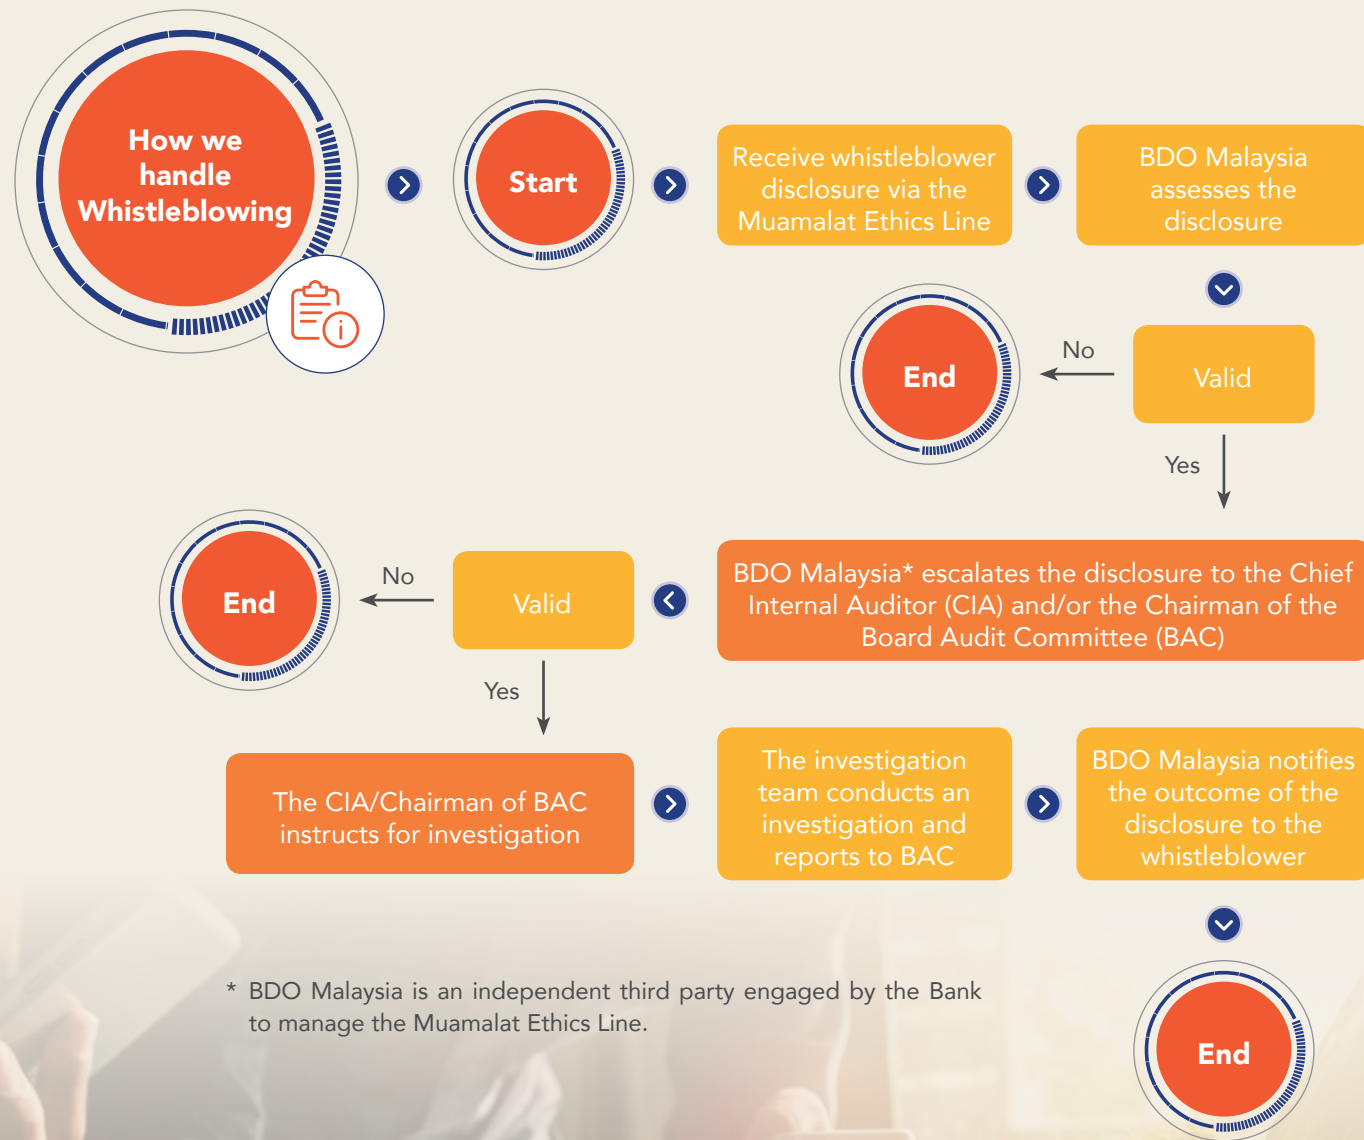 How we
handle
Whistleblowing
Start
Receive whistleblower
disclosure via the
Muamalat Ethics Line
BDO Malaysia
assesses the
disclosure
Valid
No
End
Yes
BDO Malaysia* escalates the disclosure to the Chief
Internal Auditor (CIA) and/or the Chairman of the
Board Audit Committee (BAC)
Valid
No
End
Yes
The CIA/Chairman of BAC
instructs for investigation
The investigation
team conducts an
investigation and
reports to BAC
BDO Malaysia notifies
the outcome of the
disclosure to the
whistleblower
End
* BDO Malaysia is an independent third party engaged by the Bank
to manage the Muamalat Ethics Line.